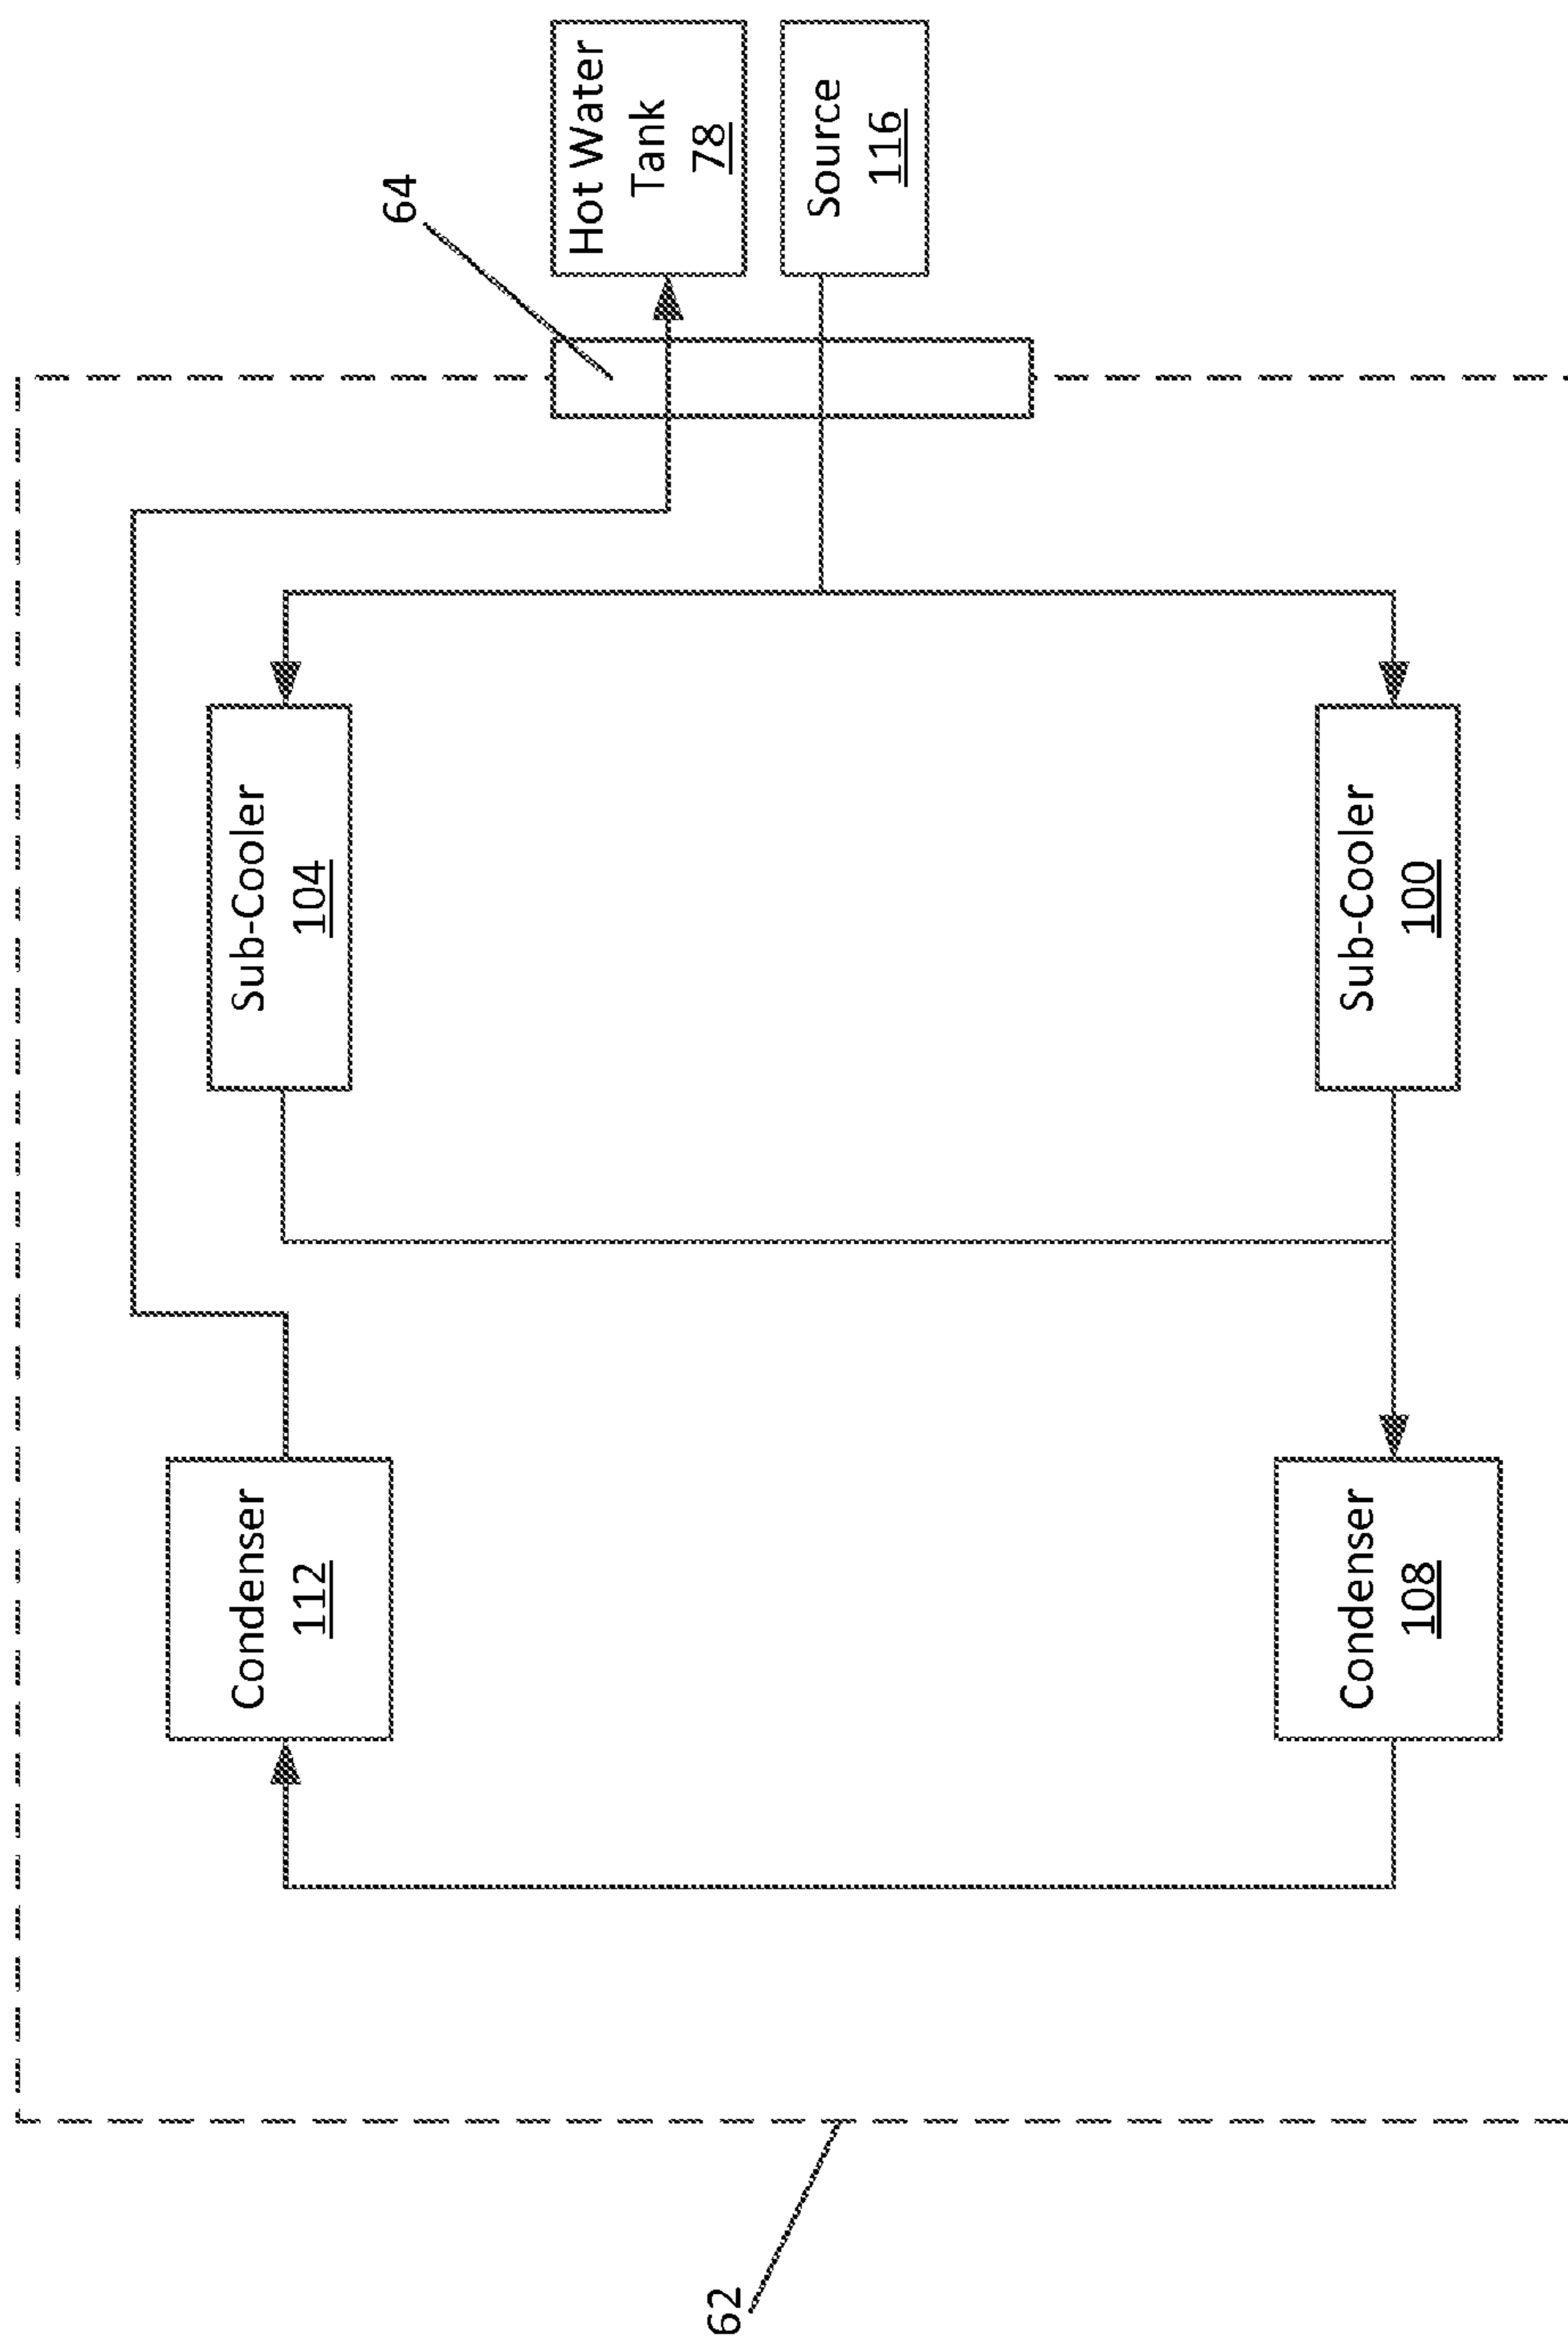 62
64
Condenser
112
Sub-Cooler
104
Hot Water
Tank
78
Source
116
Condenser
108
Sub-Cooler
100